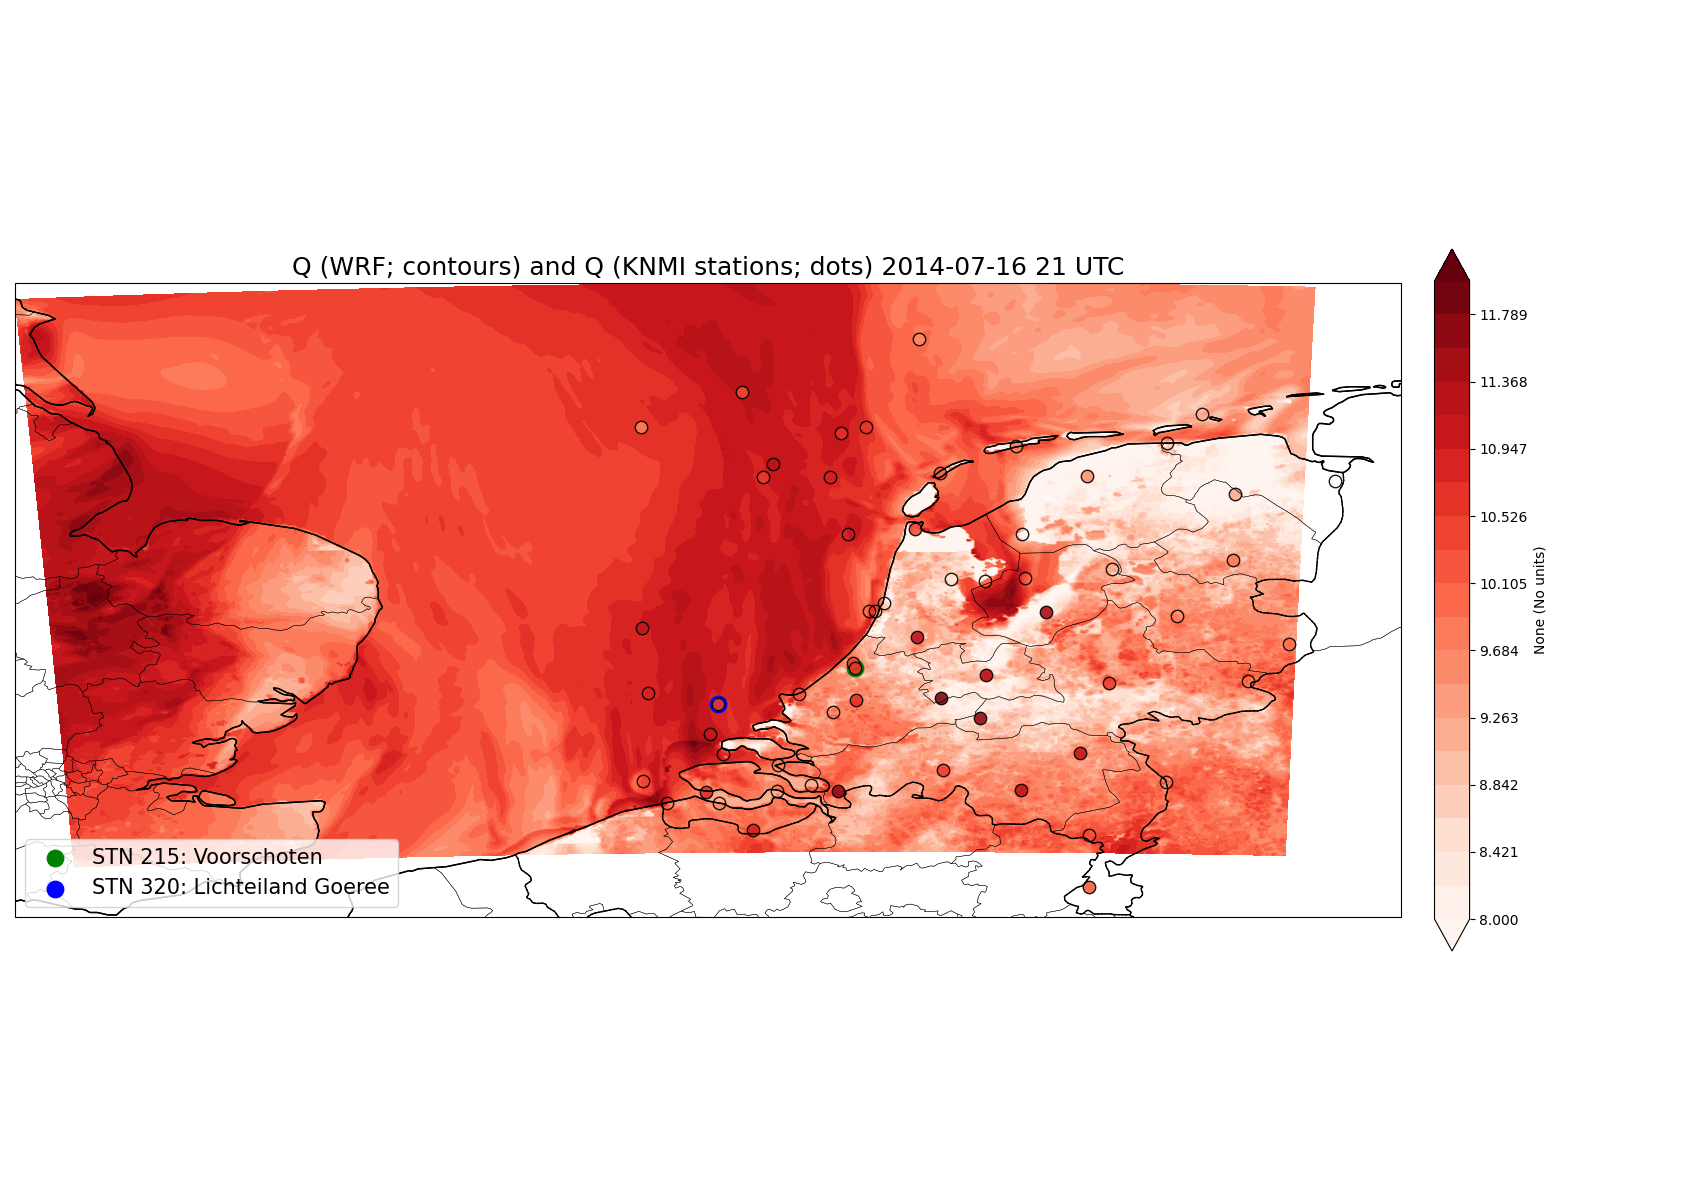 Q (WRF; contours) and Q (KNMI stations; dots) 2014-07-16 21 UTC
11.789
11.368
10.947
10.526
10.105
9.684
9.263
8.842
8.421
8.000
None (No units)
STN 215: Voorschoten
STN 320: Lichteiland Goeree